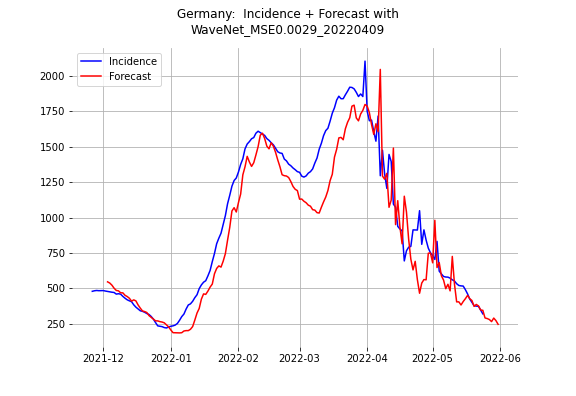 Germany:  Incidence + Forecast with
WaveNet_MSE0.0029_20220409
Incidence
Forecast
2000
1750
1500
1250
1000
750
500
250
2021-12 2022-01 2022-02 2022-03 2022-04 2022-05 2022-06